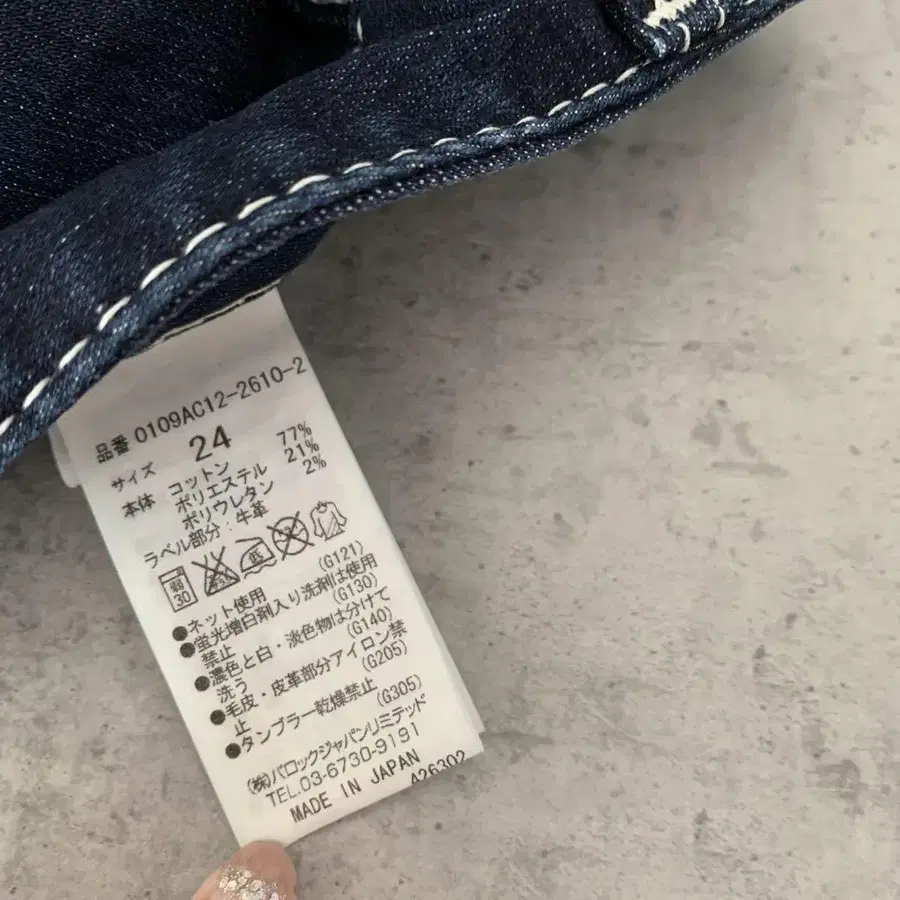 品番 0109AC12-2610-2
サイズ 24
本体 コットン 77%
ポリエステル 21%
ポリウレタン 2%
ラベル部分：牛革
弱 30
●ネット使用 (G121)
●蛍光増白剤入り洗剤は使用
禁止 (G130)
●濃色と白・淡色物は分けて
洗う (G140)
●毛皮・皮革部分アイロン禁
止 (G205)
●タンブラー乾燥禁止 (G305)
(株)バロックジャパンリミテッド
TEL.03-6730-9191
MADE IN JAPAN
A26302